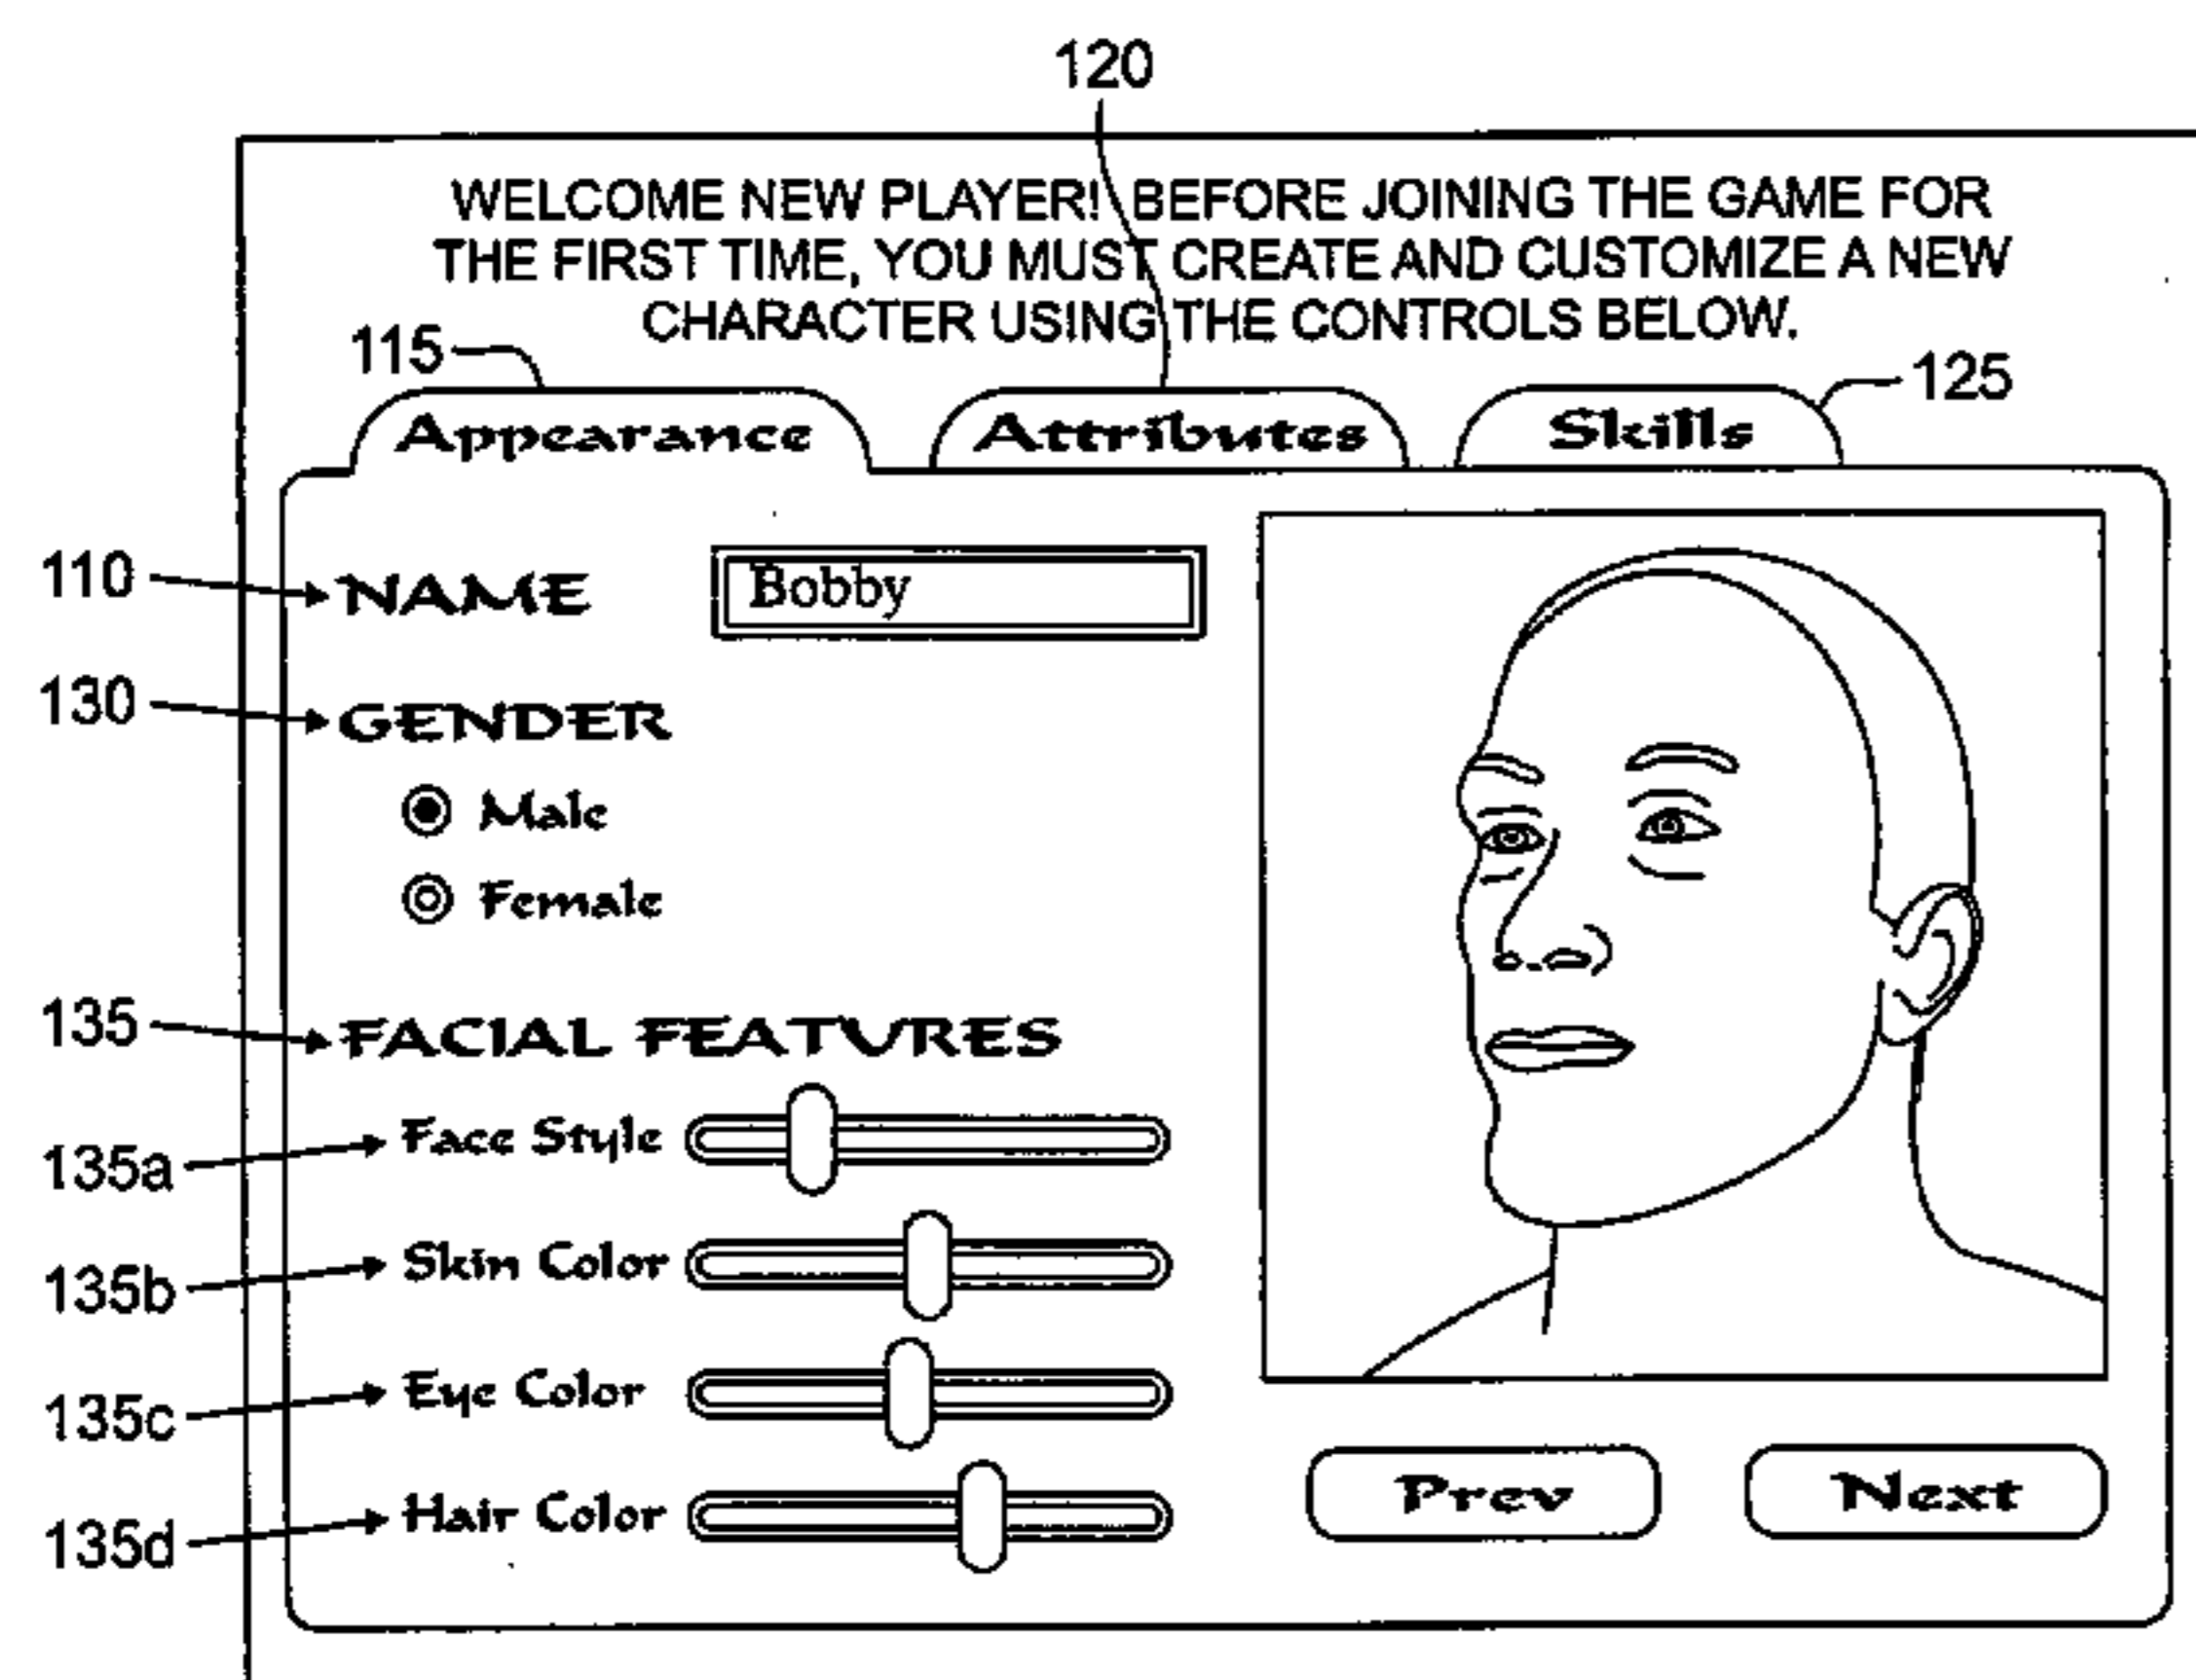 120
WELCOME NEW PLAYER! BEFORE JOINING THE GAME FOR
THE FIRST TIME, YOU MUST CREATE AND CUSTOMIZE A NEW
CHARACTER USING THE CONTROLS BELOW.
115
125
Appearance Attributes Skills
110 NAME Bobby
130 GENDER
Male
Female
135 FACIAL FEATURES
135a Face Style
135b Skin Color
135c Eye Color
135d Hair Color
Prev Next